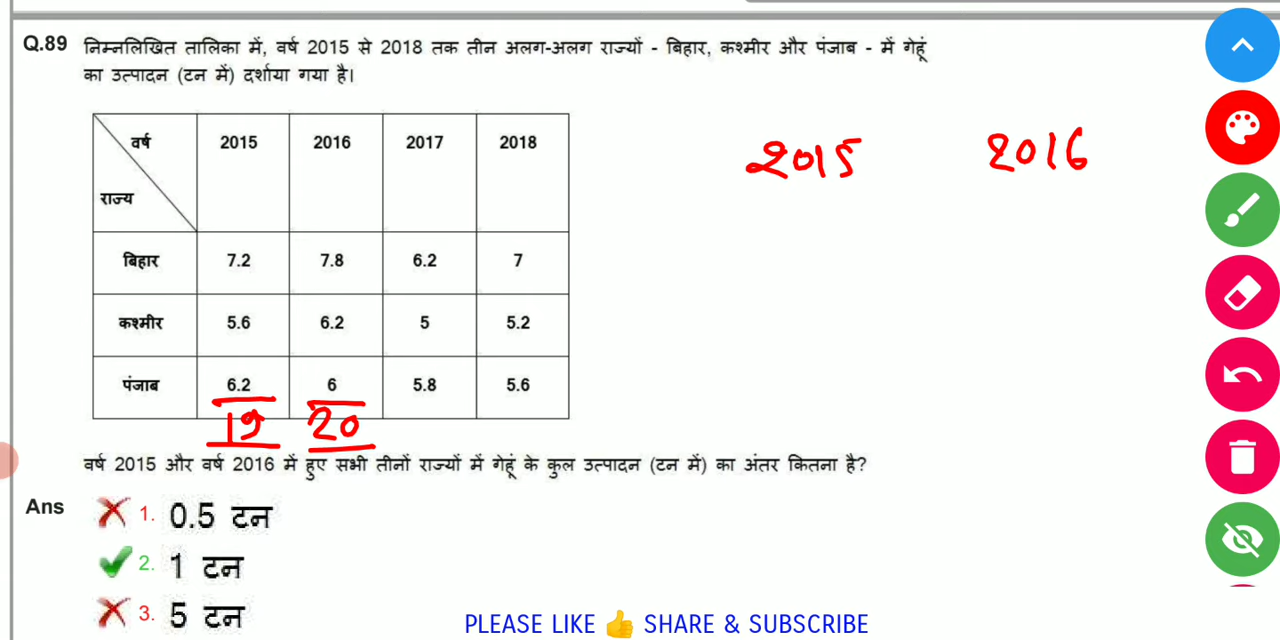 Q.89 निम्नलिखित तालिका में, वर्ष 2015 से 2018 तक तीन अलग-अलग राज्यों - बिहार, कश्मीर और पंजाब - में गेहूं
का उत्पादन (टन में) दर्शाया गया है।
2015 2016
वर्ष 2015 2016 2017 2018
राज्य
बिहार 7.2 7.8 6.2 7
कश्मीर 5.6 6.2 5 5.2
पंजाब 6.2 6 5.8 5.6
19 20
वर्ष 2015 और वर्ष 2016 में हुए सभी तीनों राज्यों में गेहूं के कुल उत्पादन (टन में) का अंतर कितना है?
Ans 1. 0.5 टन
2. 1 टन
3. 5 टन
PLEASE LIKE 👍 SHARE & SUBSCRIBE